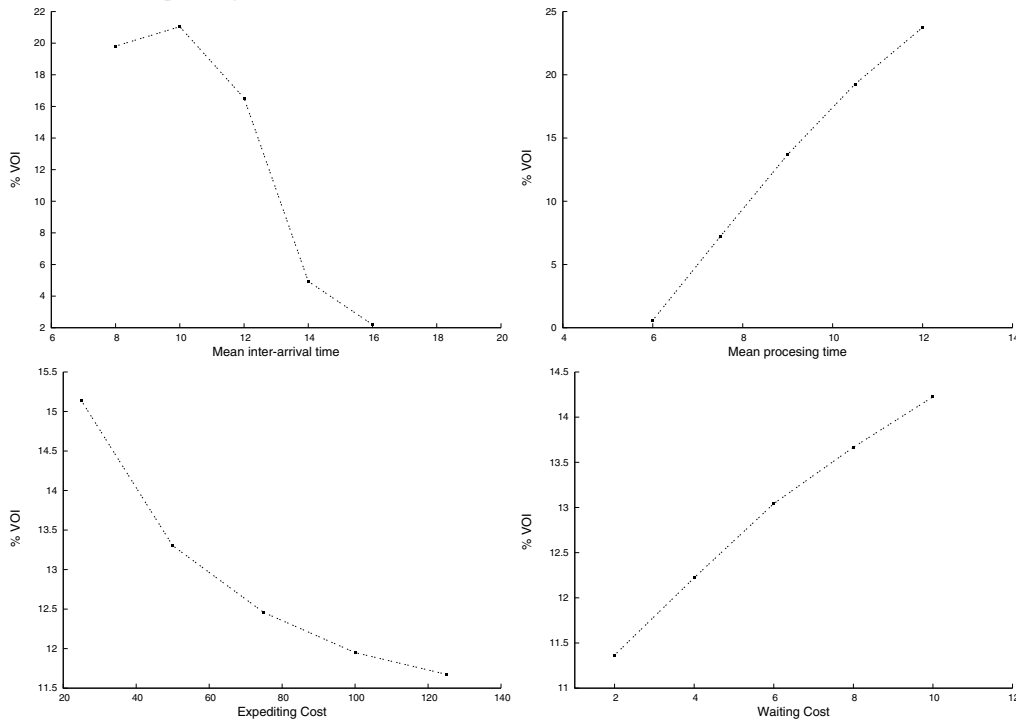 22
20
18
16
14
12
10
8
6
4
2
% VOI
6 8 10 12 14 16 18 20
Mean inter-arrival time
25
20
15
10
5
0
% VOI
4 6 8 10 12 14
Mean procesing time
15.5
15
14.5
14
13.5
13
12.5
12
11.5
% VOI
20 40 60 80 100 120 140
Expediting Cost
14.5
14
13.5
13
12.5
12
11.5
11
% VOI
2 4 6 8 10 12
Waiting Cost